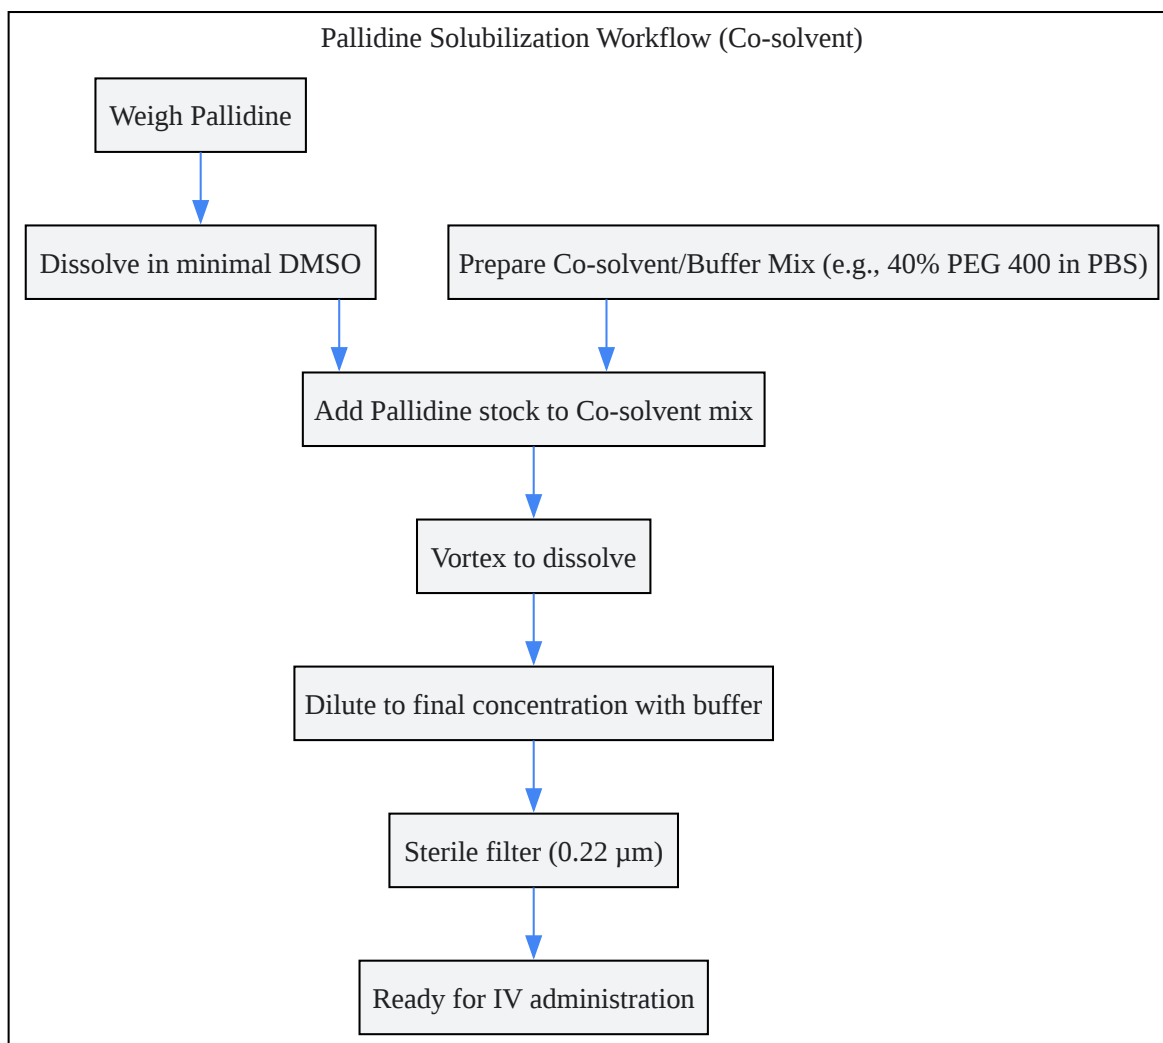 Pallidine Solubilization Workflow (Co-solvent)
Weigh Pallidine
Dissolve in minimal DMSO
Prepare Co-solvent/Buffer Mix (e.g., 40% PEG 400 in PBS)
Add Pallidine stock to Co-solvent mix
Vortex to dissolve
Dilute to final concentration with buffer
Sterile filter (0.22 µm)
Ready for IV administration